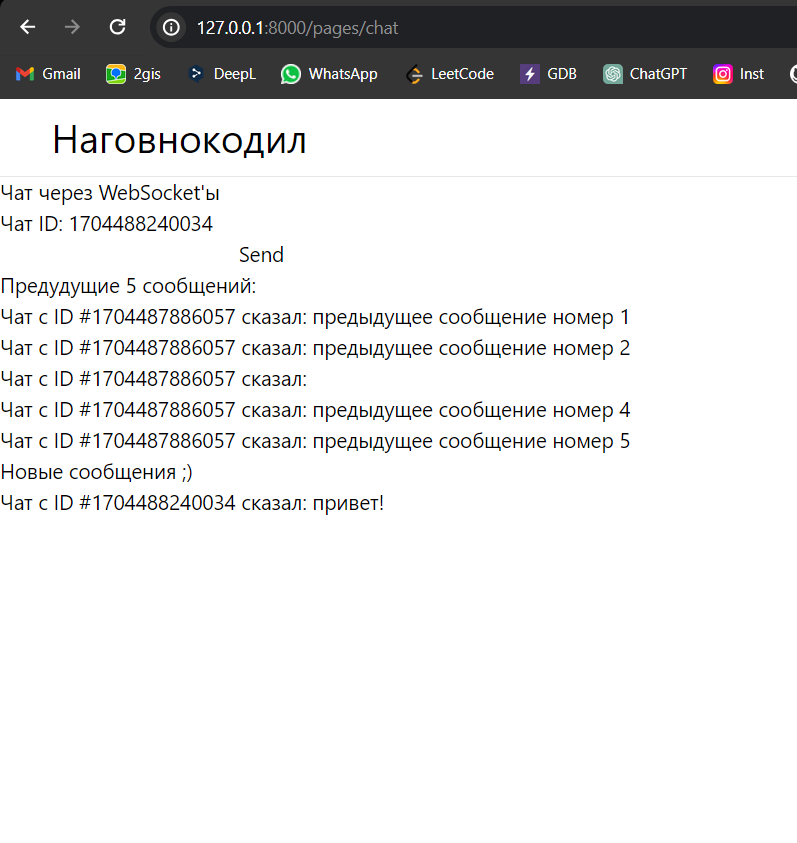 127.0.0.1:8000/pages/chat
Gmail 2gis DeepL WhatsApp LeetCode GDB ChatGPT Inst
Наговнокодил
Чат через WebSocket'ы
Чат ID: 1704488240034
Send
Предудущие 5 сообщений:
Чат с ID #1704487886057 сказал: предыдущее сообщение номер 1
Чат с ID #1704487886057 сказал: предыдущее сообщение номер 2
Чат с ID #1704487886057 сказал:
Чат с ID #1704487886057 сказал: предыдущее сообщение номер 4
Чат с ID #1704487886057 сказал: предыдущее сообщение номер 5
Новые сообщения ;)
Чат с ID #1704488240034 сказал: привет!